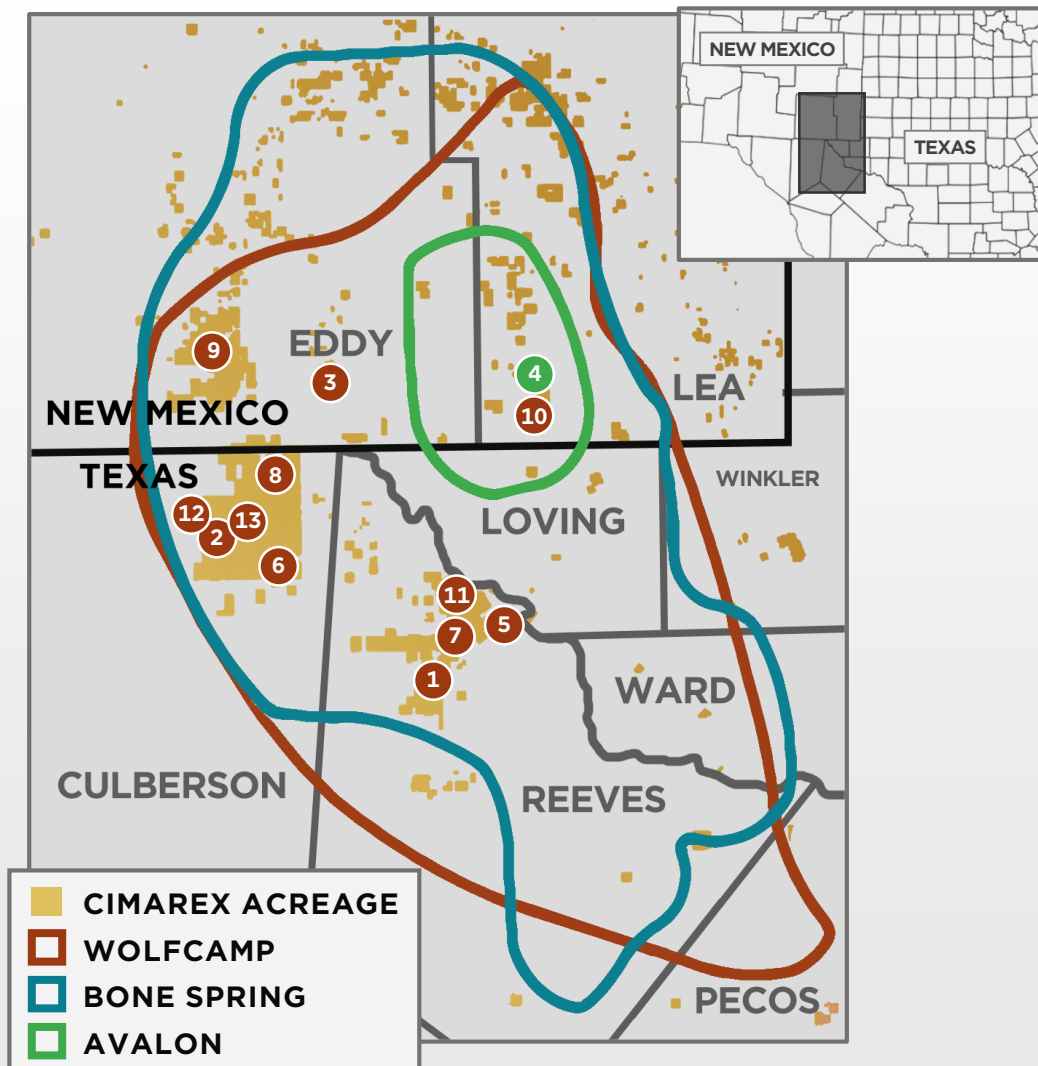 NEW MEXICO
TEXAS
9
EDDY
3
4
LEA
10
NEW MEXICO
TEXAS
8
WINKLER
12
13
2
LOVING
6
11
5
7
1
WARD
CULBERSON
REEVES
PECOS
CIMAREX ACREAGE
WOLFCAMP
BONE SPRING
AVALON